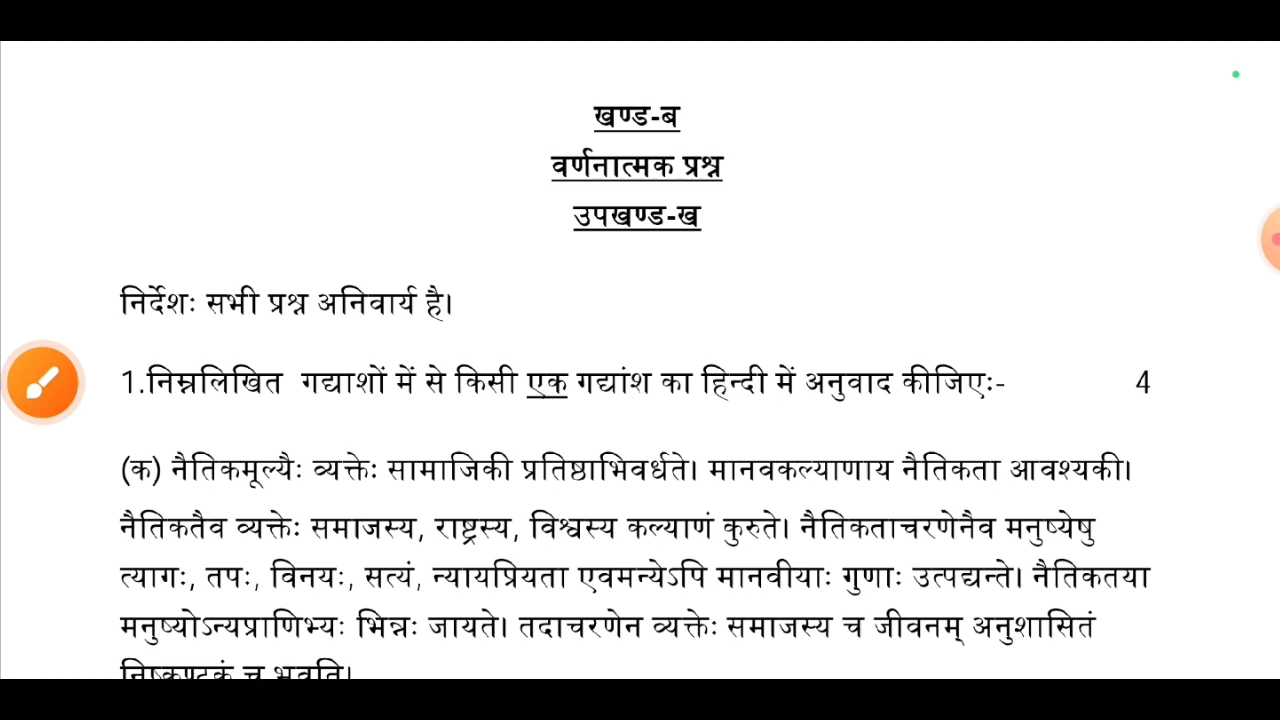 खण्ड-ब
वर्णनात्मक प्रश्न
उपखण्ड-ख
निर्देशः सभी प्रश्न अनिवार्य है।
1.निम्नलिखित गद्याशों में से किसी एक गद्यांश का हिन्दी में अनुवाद कीजिएः- 4
(क) नैतिकमूल्यैः व्यक्तेः सामाजिकी प्रतिष्ठाभिवर्धते। मानवकल्याणाय नैतिकता आवश्यकी।
नैतिकतैव व्यक्तेः समाजस्य, राष्ट्रस्य, विश्वस्य कल्याणं कुरुते। नैतिकताचरणेनैव मनुष्येषु
त्यागः, तपः, विनयः, सत्यं, न्यायप्रियता एवमन्येऽपि मानवीयाः गुणाः उत्पद्यन्ते। नैतिकतया
मनुष्योऽन्यप्राणिभ्यः भिन्नः जायते। तदाचरणेन व्यक्तेः समाजस्य च जीवनम् अनुशासितं
निष्कण्टकं च भवति।